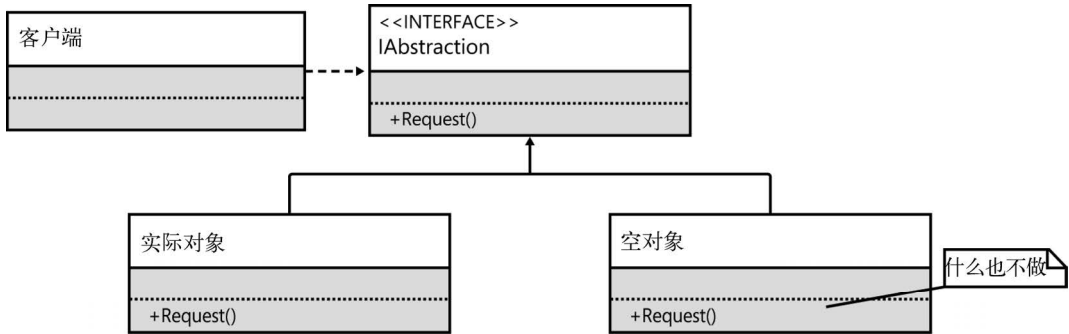 客户端
<<INTERFACE>>
IAbstraction
+Request()
实际对象
+Request()
空对象
+Request()
什么也不做